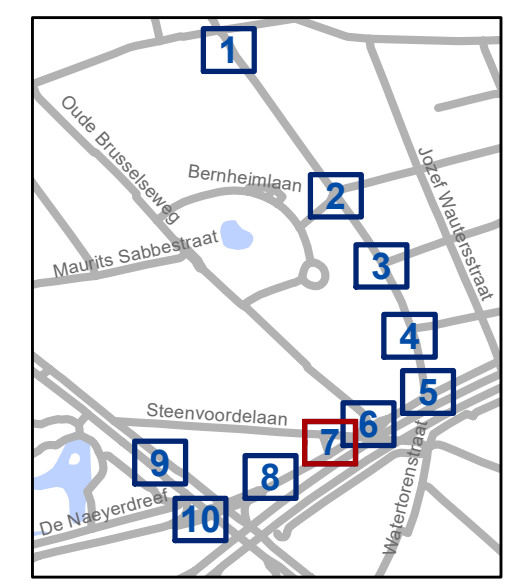 1
Oude Brusselseweg
Bernheimlaan
2
Jozef Wautersstraat
Maurits Sabbestraat
3
4
5
Steenvoordelaan
6
7
9
8
De Naeyerdreef
10
Watertorenstraat